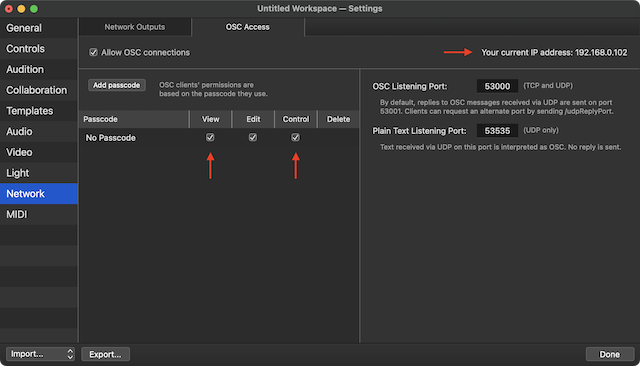 Untitled Workspace — Settings
General
Controls
Audition
Collaboration
Templates
Audio
Video
Light
Network
MIDI
Network Outputs
OSC Access
Allow OSC connections
Your current IP address: 192.168.0.102
Add passcode
OSC clients' permissions are
based on the passcode they use.
Passcode View Edit Control Delete
No Passcode
OSC Listening Port: 53000 (TCP and UDP)
By default, replies to OSC messages received via UDP are sent on port
53001. Clients can request an alternate port by sending /udpReplyPort.
Plain Text Listening Port: 53535 (UDP only)
Text received via UDP on this port is interpreted as OSC. No reply is sent.
Import...
Export...
Done